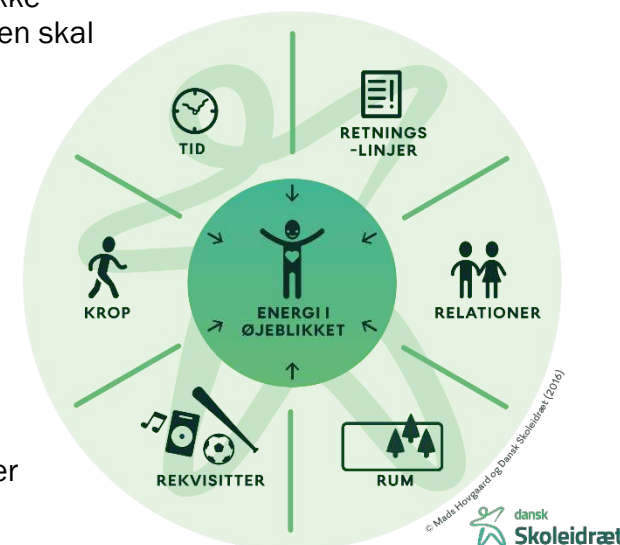 en skal
TID
RETNINGS
-LINJER
KROP
ENERGI I
ØJEBLIKKET
RELATIONER
REKVISITTER
RUM
er
© Mads Hovgaard og Dansk Skoleidræt (2016)
dansk
Skoleidræt